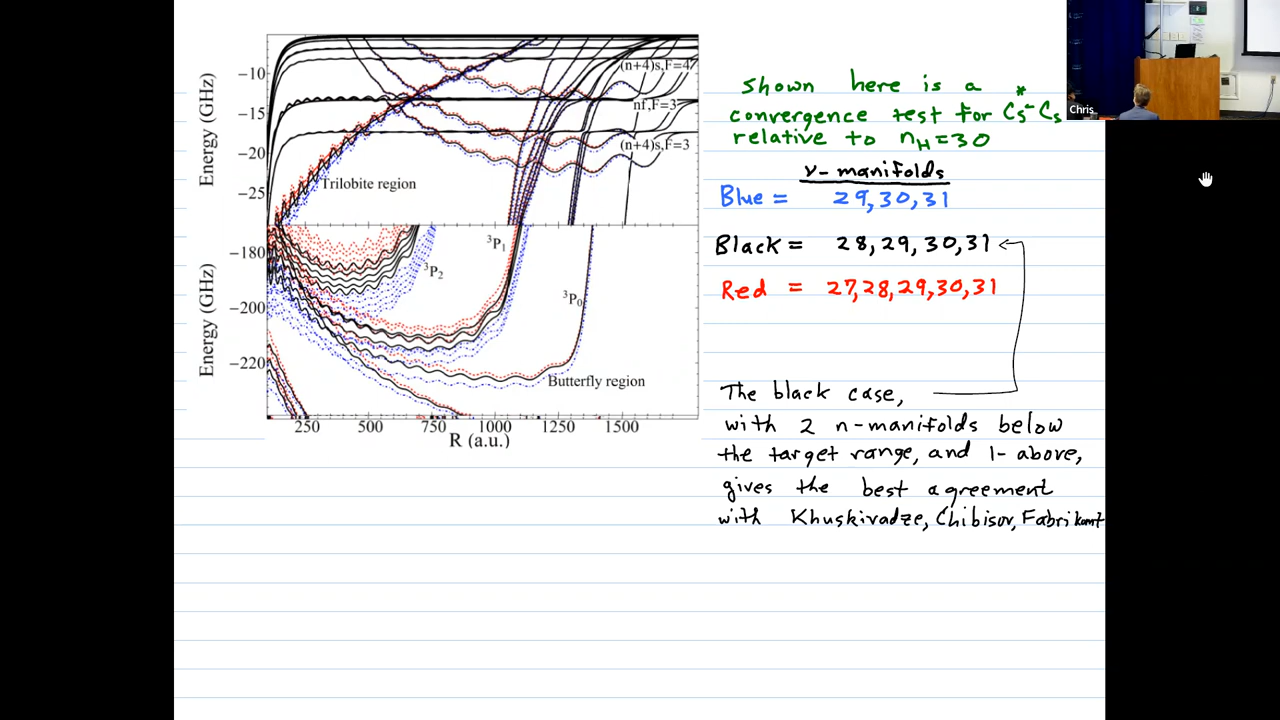 Energy (GHz)
−10
−15
−20
−25
(n+4)s,F=4
nf,F=3
(n+4)s,F=3
Trilobite region
Energy (GHz)
−180
−200
−220
³P₁
³P₂
³P₀
Butterfly region
250 500 750 1000 1250 1500
R (a.u.)
Shown here is a
convergence test for Cs*-Cs
relative to n_H=30
ν-manifolds
Blue = 29,30,31
Black = 28,29,30,31
Red = 27,28,29,30,31
The black case,
with 2 n-manifolds below
the target range, and 1-above,
gives the best agreement
with Khuskivadze, Chibisov, Fabrikant
Chris